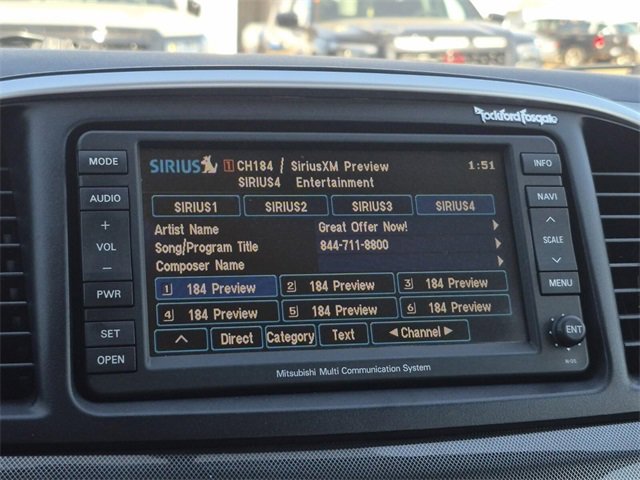 Rockford Fosgate
MODE
AUDIO
+
VOL
−
PWR
SET
OPEN
SIRIUS 1 CH184 / SiriusXM Preview 1:51
SIRIUS4 Entertainment
SIRIUS1 SIRIUS2 SIRIUS3 SIRIUS4
Artist Name Great Offer Now!
Song/Program Title 844-711-8800
Composer Name
1 184 Preview 2 184 Preview 3 184 Preview
4 184 Preview 5 184 Preview 6 184 Preview
Direct Category Text ◄Channel►
Mitsubishi Multi Communication System
INFO
NAVI
SCALE
MENU
ENT
N-05